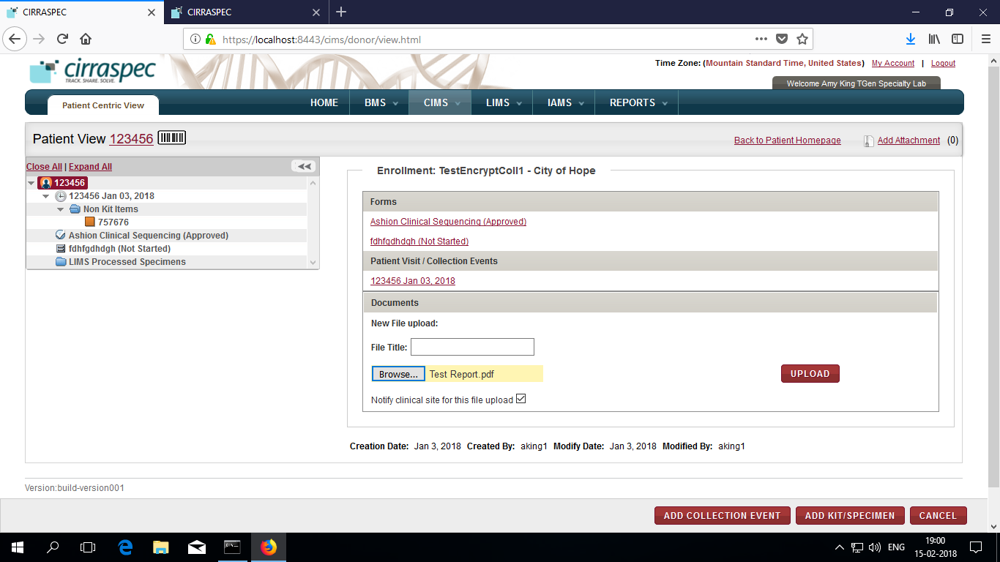 CIRRASPEC
CIRRASPEC
https://localhost:8443/cims/donor/view.html
cirraspec
TRACK. SHARE. SOLVE.
Time Zone: (Mountain Standard Time, United States) My Account | Logout
Welcome Amy King TGen Specialty Lab
Patient Centric View
HOME BMS CIMS LIMS IAMS REPORTS
Patient View 123456
Back to Patient Homepage Add Attachment (0)
Close All | Expand All
123456
123456 Jan 03, 2018
Non Kit Items
757676
Ashion Clinical Sequencing (Approved)
fdhfgdhdgh (Not Started)
LIMS Processed Specimens
Enrollment: TestEncryptColl1 - City of Hope
Forms
Ashion Clinical Sequencing (Approved)
fdhfgdhdgh (Not Started)
Patient Visit / Collection Events
123456 Jan 03, 2018
Documents
New File upload:
File Title:
Browse... Test Report.pdf
UPLOAD
Notify clinical site for this file upload
Creation Date: Jan 3, 2018 Created By: aking1 Modify Date: Jan 3, 2018 Modified By: aking1
Version:build-version001
ADD COLLECTION EVENT ADD KIT/SPECIMEN CANCEL
ENG
19:00
15-02-2018